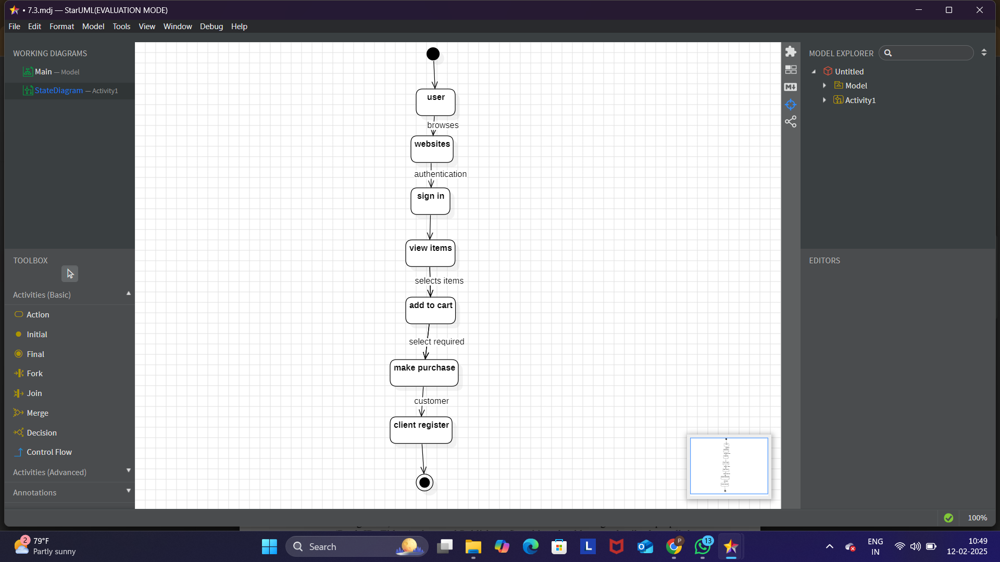 • 7.3.mdj — StarUML(EVALUATION MODE)
File Edit Format Model Tools View Window Debug Help
WORKING DIAGRAMS
Main — Model
StateDiagram — Activity1
TOOLBOX
Activities (Basic)
Action
Initial
Final
Fork
Join
Merge
Decision
Control Flow
Activities (Advanced)
Annotations
user
browses
websites
authentication
sign in
view items
selects items
add to cart
select required
make purchase
customer
client register
MODEL EXPLORER
Untitled
Model
Activity1
EDITORS
100%
2
79°F
Partly sunny
Search
L
P
13
ENG
IN
10:49
12-02-2025